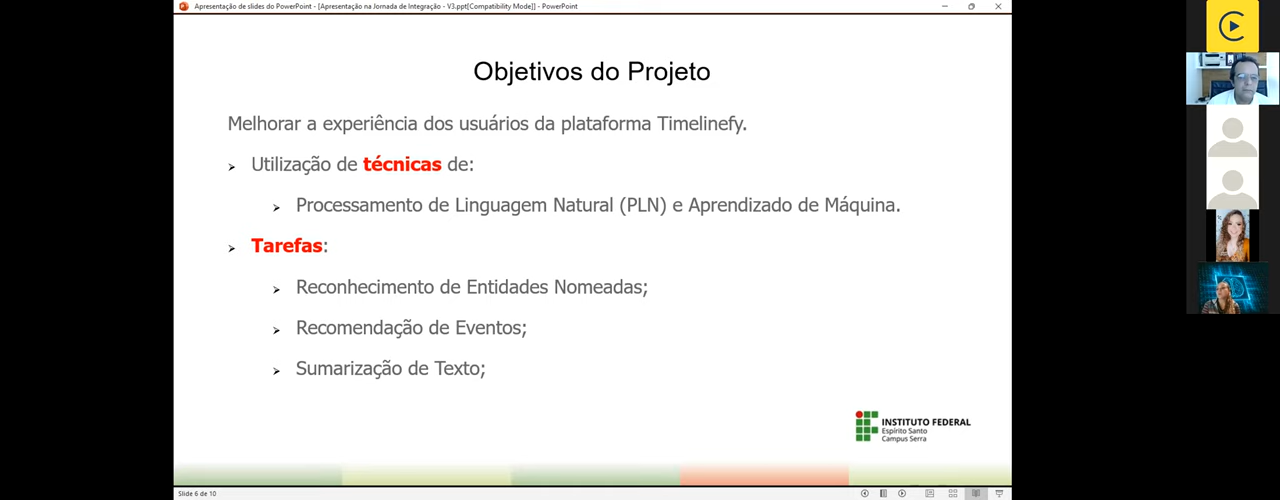 Apresentação de slides do PowerPoint - [Apresentação na Jornada de Integração - V3.ppt[Compatibility Mode]] - PowerPoint
Objetivos do Projeto
Melhorar a experiência dos usuários da plataforma Timelinefy.
Utilização de técnicas de:
Processamento de Linguagem Natural (PLN) e Aprendizado de Máquina.
Tarefas:
Reconhecimento de Entidades Nomeadas;
Recomendação de Eventos;
Sumarização de Texto;
INSTITUTO FEDERAL
Espírito Santo
Campus Serra
Slide 6 de 10